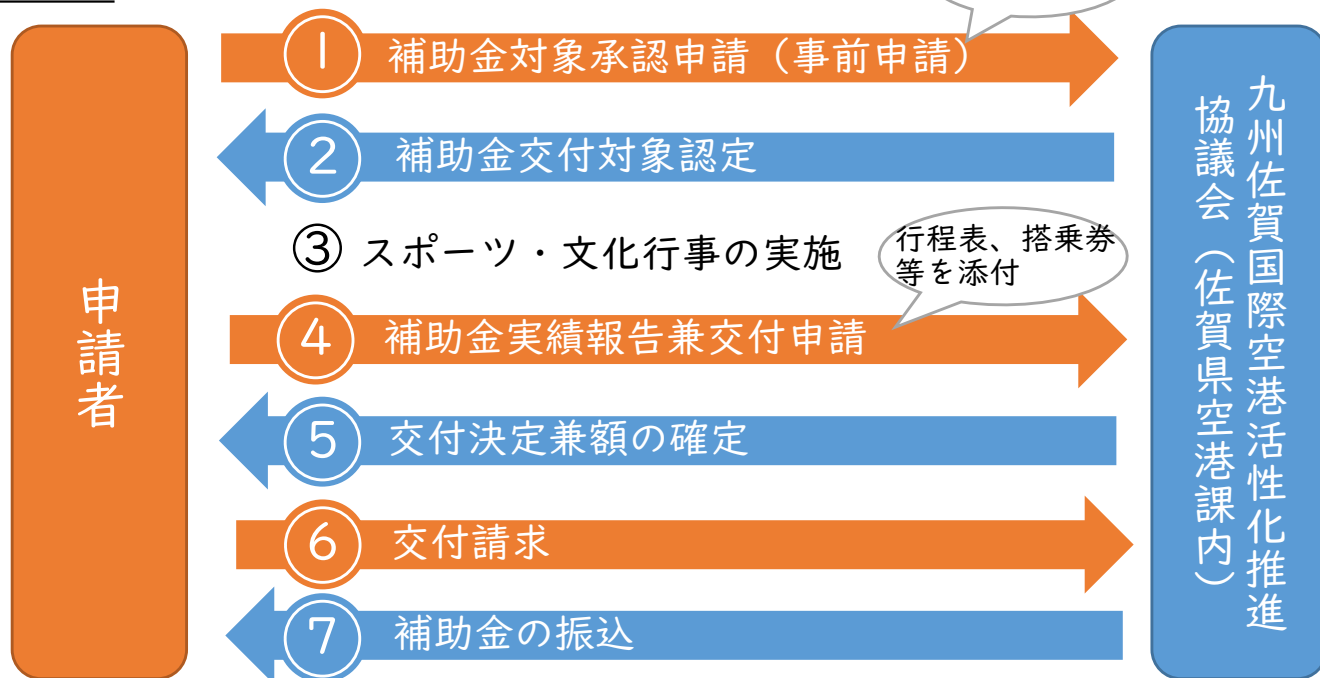 申請者
① 補助金対象承認申請（事前申請）
② 補助金交付対象認定
③ スポーツ・文化行事の実施
行程表、搭乗券
等を添付
④ 補助金実績報告兼交付申請
⑤ 交付決定兼額の確定
⑥ 交付請求
⑦ 補助金の振込
九州佐賀国際空港活性化推進
協議会（佐賀県空港課内）